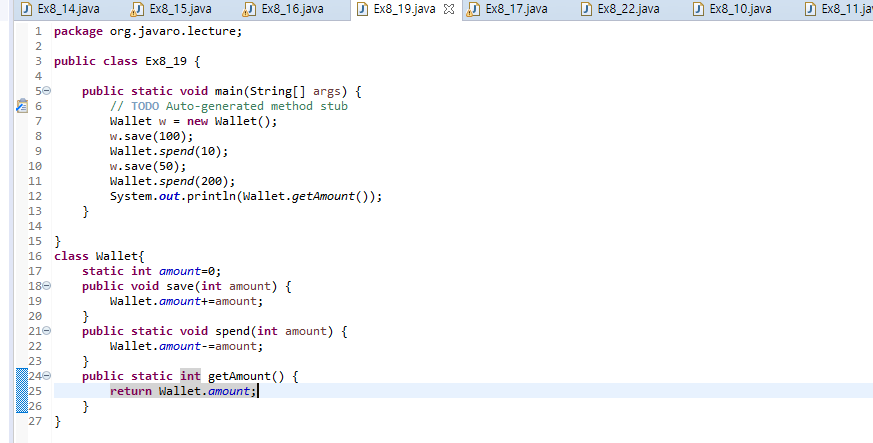 Ex8_14.java Ex8_15.java Ex8_16.java Ex8_19.java Ex8_17.java Ex8_22.java Ex8_10.java Ex8_11.ja
1 package org.javaro.lecture;
2
3 public class Ex8_19 {
4
5 public static void main(String[] args) {
6 // TODO Auto-generated method stub
7 Wallet w = new Wallet();
8 w.save(100);
9 Wallet.spend(10);
10 w.save(50);
11 Wallet.spend(200);
12 System.out.println(Wallet.getAmount());
13 }
14
15 }
16 class Wallet{
17 static int amount=0;
18 public void save(int amount) {
19 Wallet.amount+=amount;
20 }
21 public static void spend(int amount) {
22 Wallet.amount-=amount;
23 }
24 public static int getAmount() {
25 return Wallet.amount;
26 }
27 }